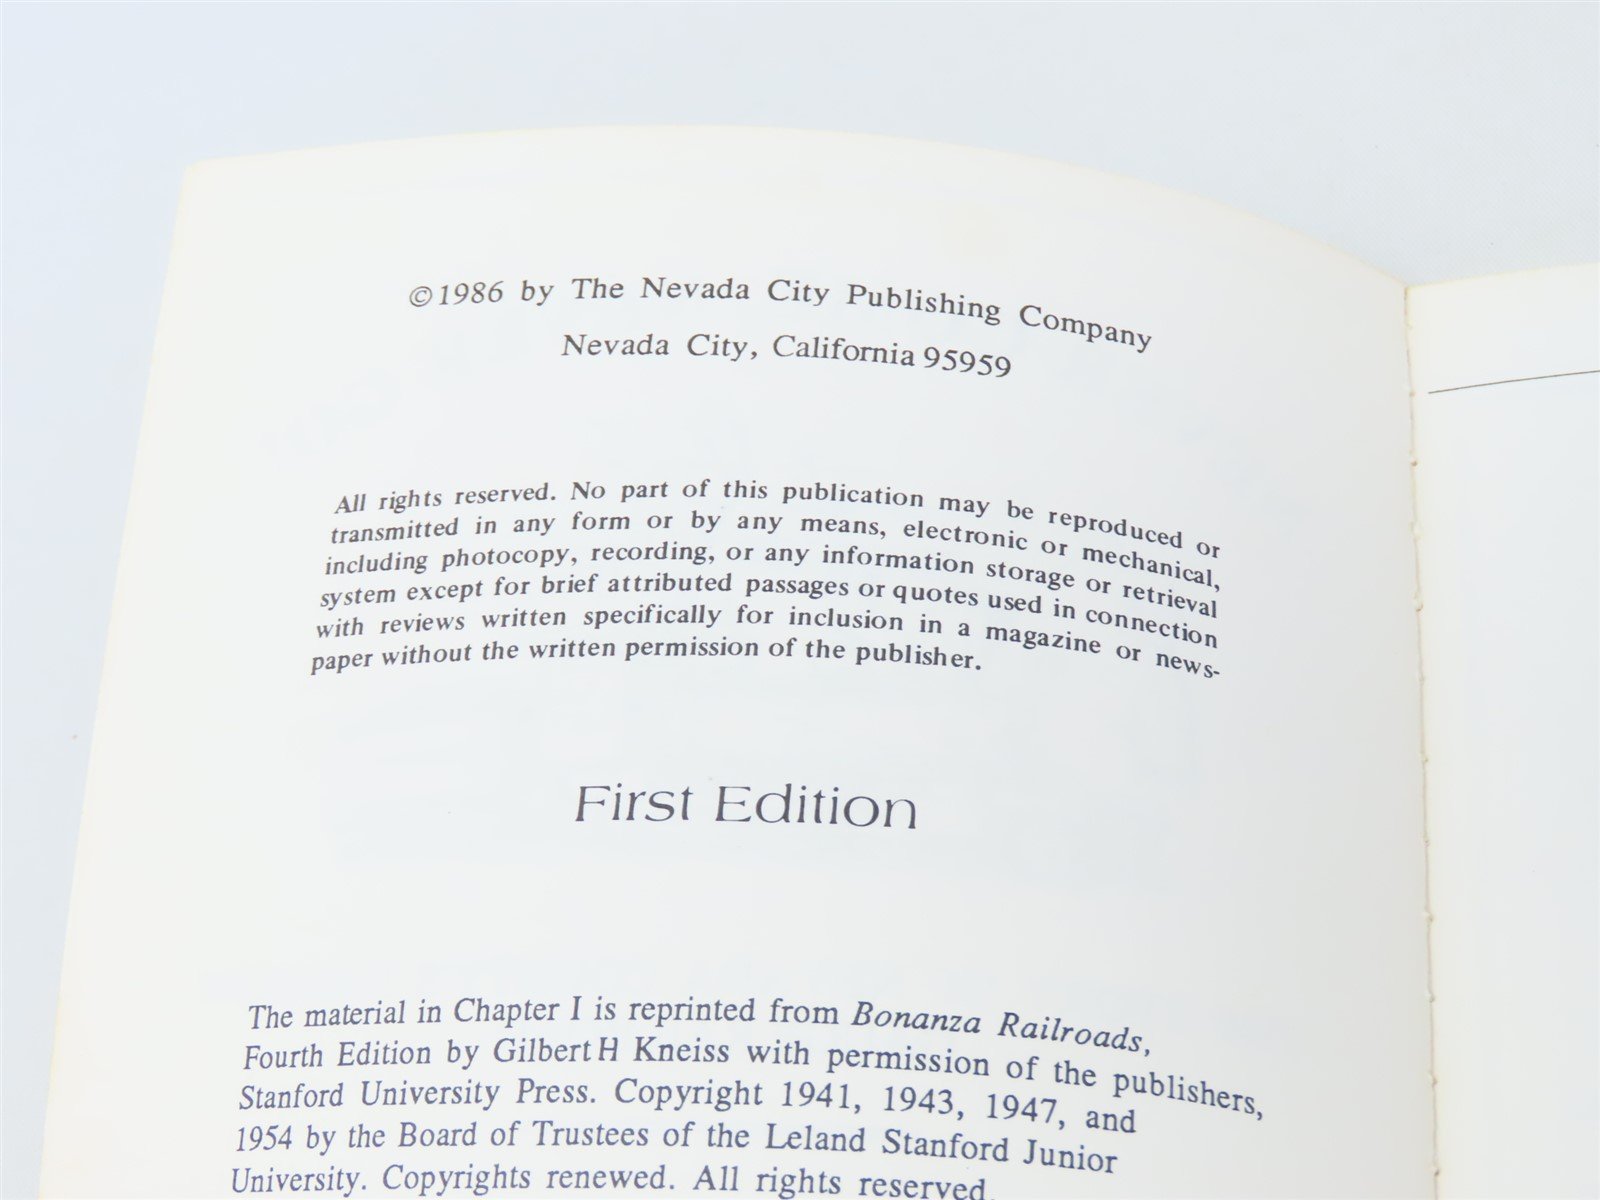 ©1986 by The Nevada City Publishing Company
Nevada City, California 95959
All rights reserved. No part of this publication may be reproduced or
transmitted in any form or by any means, electronic or mechanical,
including photocopy, recording, or any information storage or retrieval
system except for brief attributed passages or quotes used in connection
with reviews written specifically for inclusion in a magazine or news-
paper without the written permission of the publisher.
First Edition
The material in Chapter I is reprinted from Bonanza Railroads,
Fourth Edition by Gilbert H Kneiss with permission of the publishers,
Stanford University Press. Copyright 1941, 1943, 1947, and
1954 by the Board of Trustees of the Leland Stanford Junior
University. Copyrights renewed. All rights reserved.